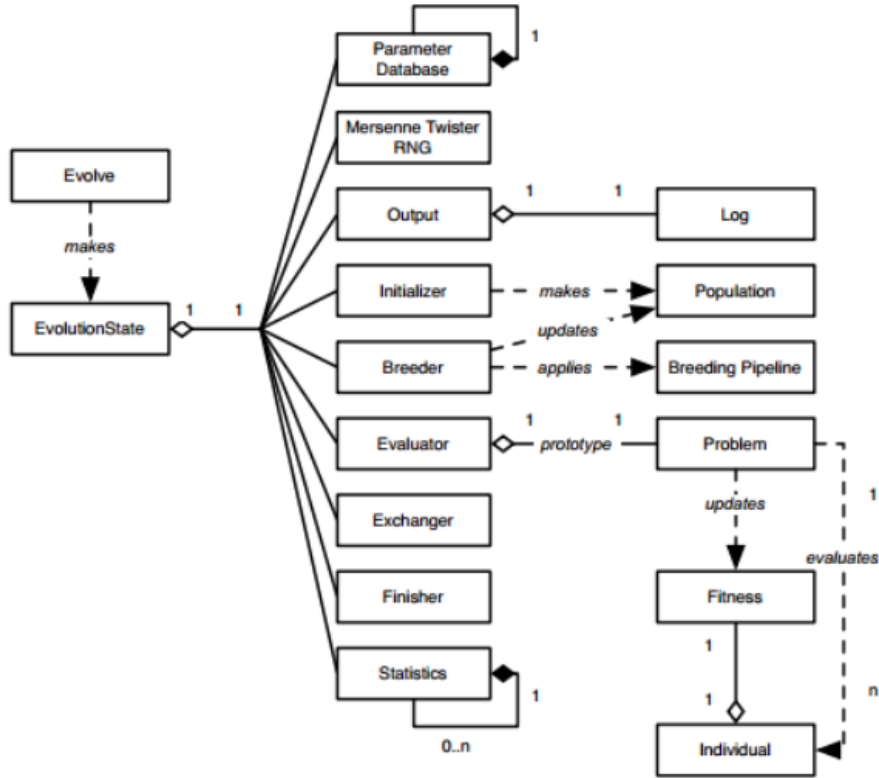 Parameter
Database
1
Mersenne Twister
RNG
Evolve
Output
1
1
Log
makes
Initializer
makes
Population
EvolutionState
1
1
updates
Breeder
applies
Breeding Pipeline
Evaluator
1
prototype
1
Problem
updates
1
Exchanger
evaluates
Finisher
Fitness
Statistics
1
0..n
1
1
n
Individual